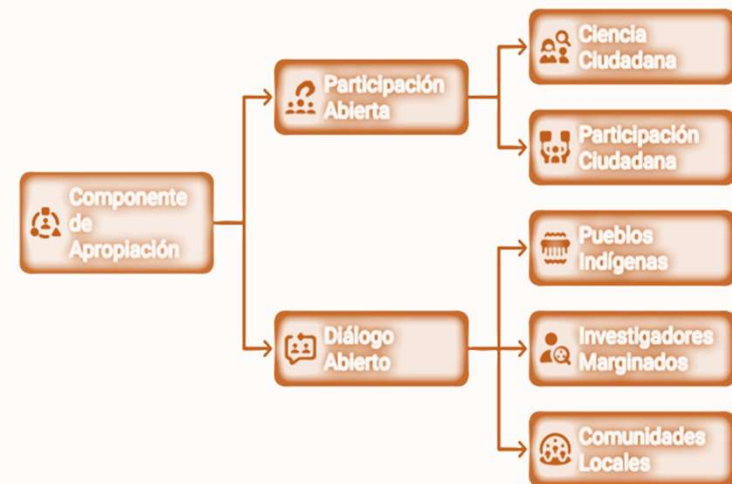 Componente
de
Apropiación
Participación
Abierta
Ciencia
Ciudadana
Participación
Ciudadana
Diálogo
Abierto
Pueblos
Indígenas
Investigadores
Marginados
Comunidades
Locales